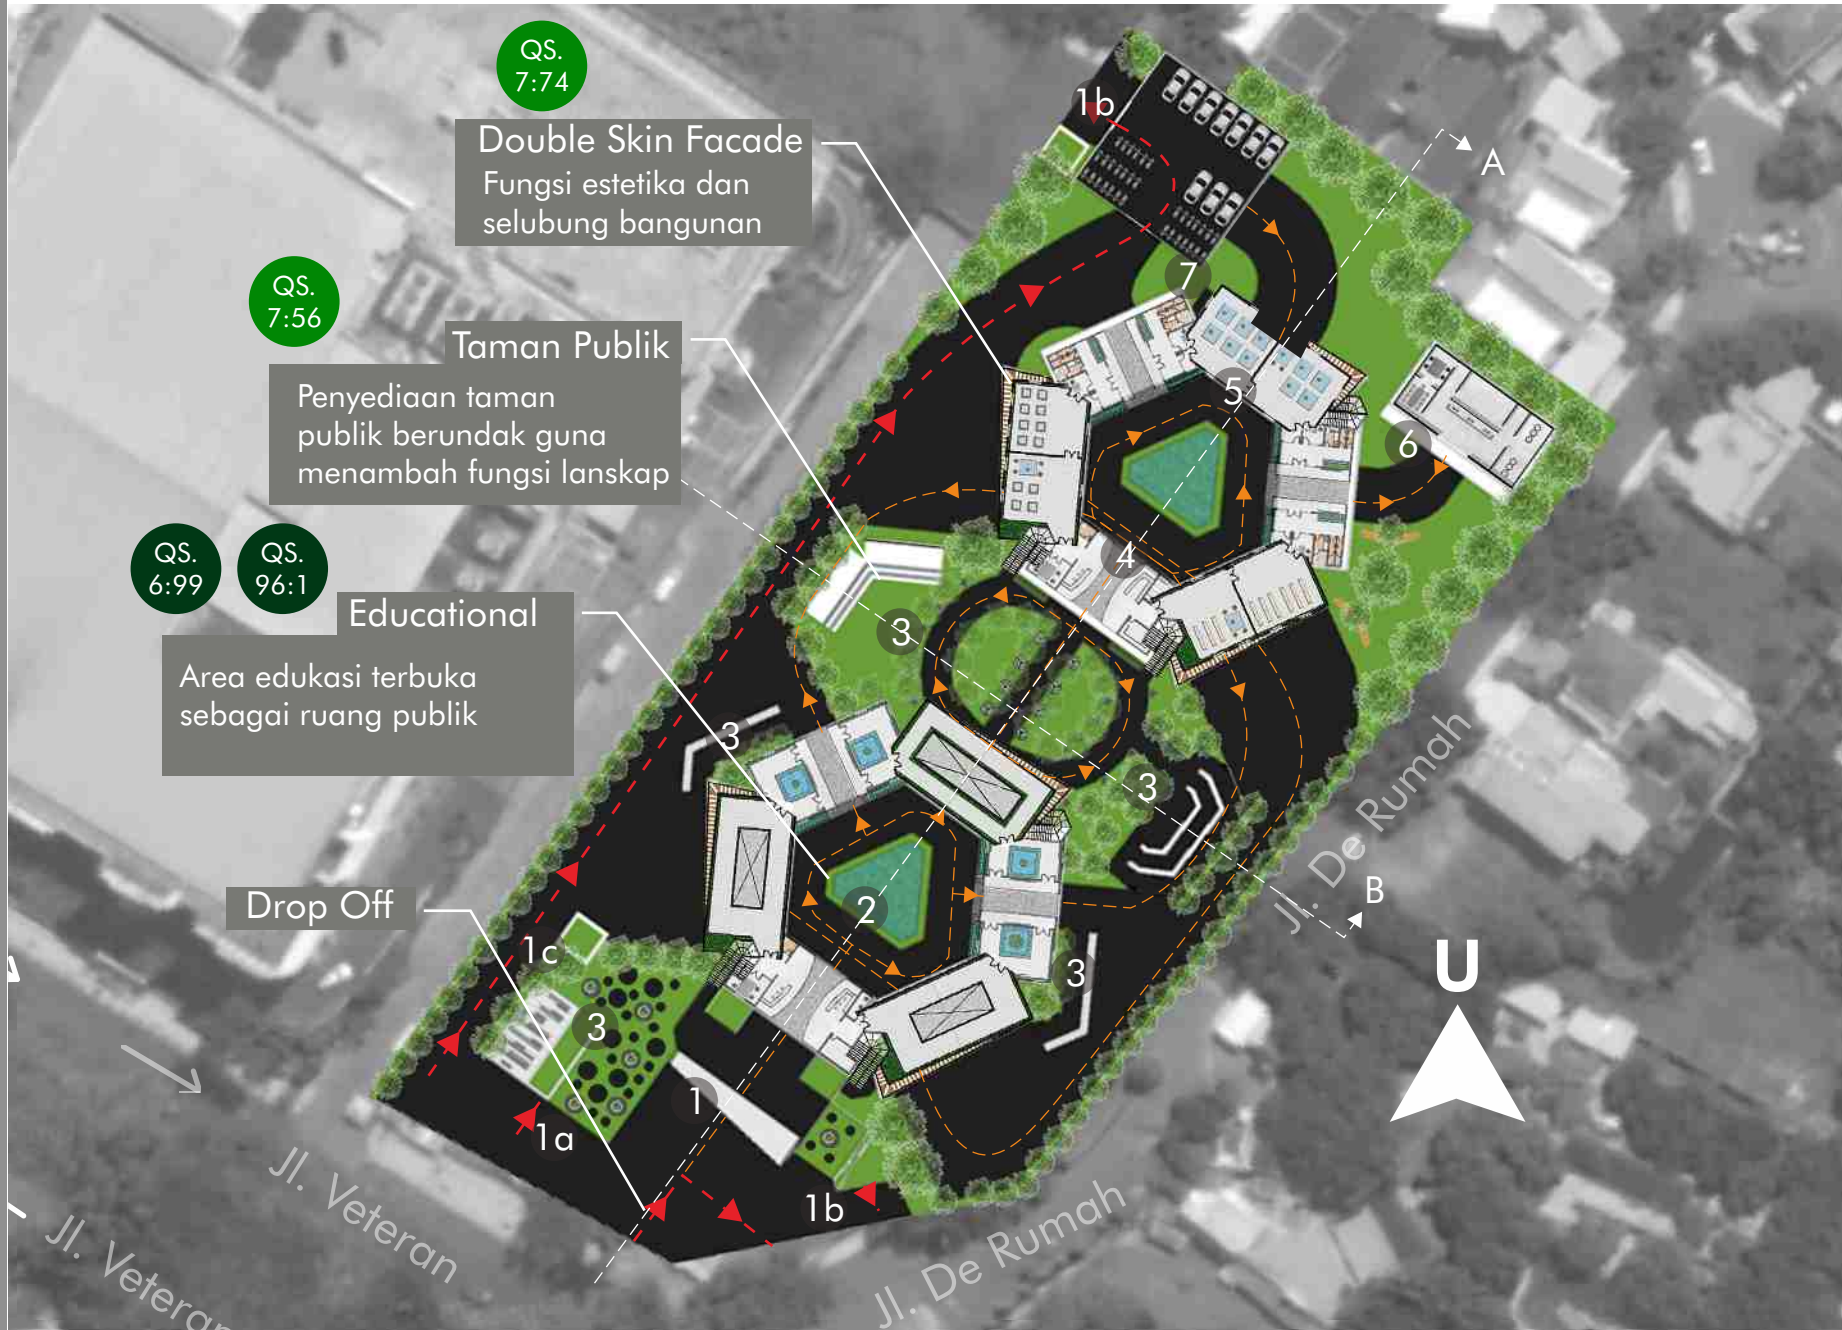 QS.
7:74
Double Skin Facade
Fungsi estetika dan
selubung bangunan
QS.
7:56
Taman Publik
Penyediaan taman
publik berundak guna
menambah fungsi lanskap
QS.
6:99
QS.
96:1
Educational
Area edukasi terbuka
sebagai ruang publik
Drop Off
1b
A
7
5
6
4
3
3
3
2
B
3
1c
3
1
1a
1b
U
Jl. De Rumah
Jl. Veteran
Jl. Veteran
Jl. De Rumah